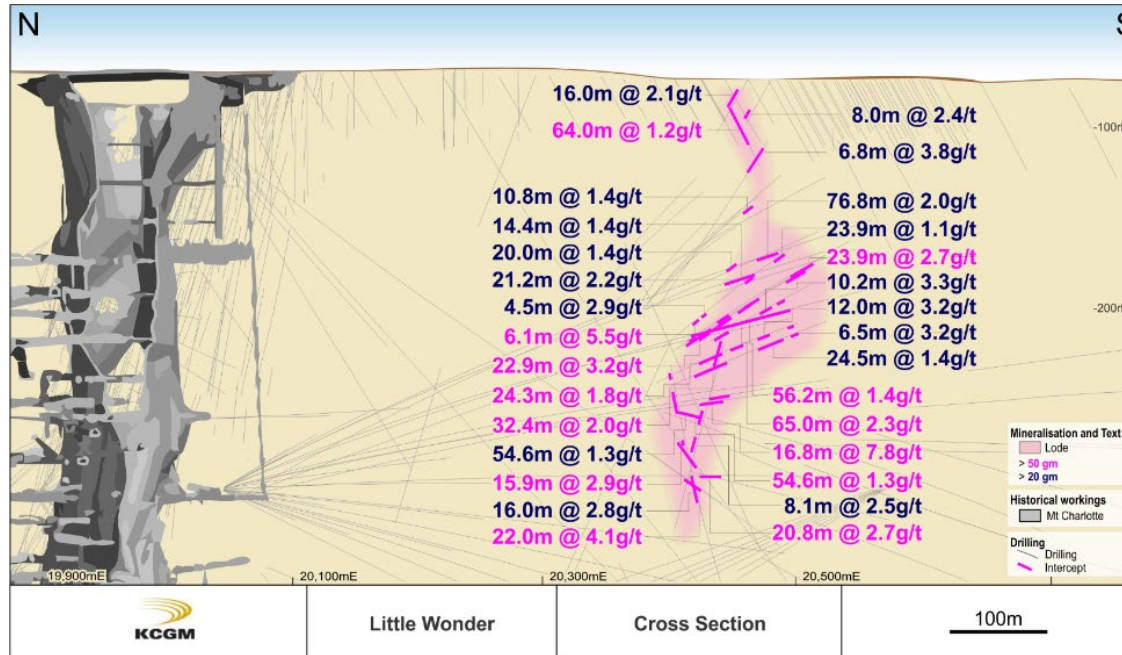 N
S
16.0m @ 2.1g/t
64.0m @ 1.2g/t
8.0m @ 2.4/t
6.8m @ 3.8g/t
-100m
10.8m @ 1.4g/t
14.4m @ 1.4g/t
20.0m @ 1.4g/t
21.2m @ 2.2g/t
4.5m @ 2.9g/t
6.1m @ 5.5g/t
22.9m @ 3.2g/t
24.3m @ 1.8g/t
32.4m @ 2.0g/t
54.6m @ 1.3g/t
15.9m @ 2.9g/t
16.0m @ 2.8g/t
22.0m @ 4.1g/t
76.8m @ 2.0g/t
23.9m @ 1.1g/t
23.9m @ 2.7g/t
10.2m @ 3.3g/t
12.0m @ 3.2g/t
6.5m @ 3.2g/t
24.5m @ 1.4g/t
56.2m @ 1.4g/t
65.0m @ 2.3g/t
16.8m @ 7.8g/t
54.6m @ 1.3g/t
8.1m @ 2.5g/t
20.8m @ 2.7g/t
Mineralisation and Text
Lode
> 50 gm
> 20 gm
Historical workings
Mt Charlotte
Drilling
Drilling
Intercept
19,900mE
20,100mE
20,300mE
20,500mE
KCGM
Little Wonder
Cross Section
100m